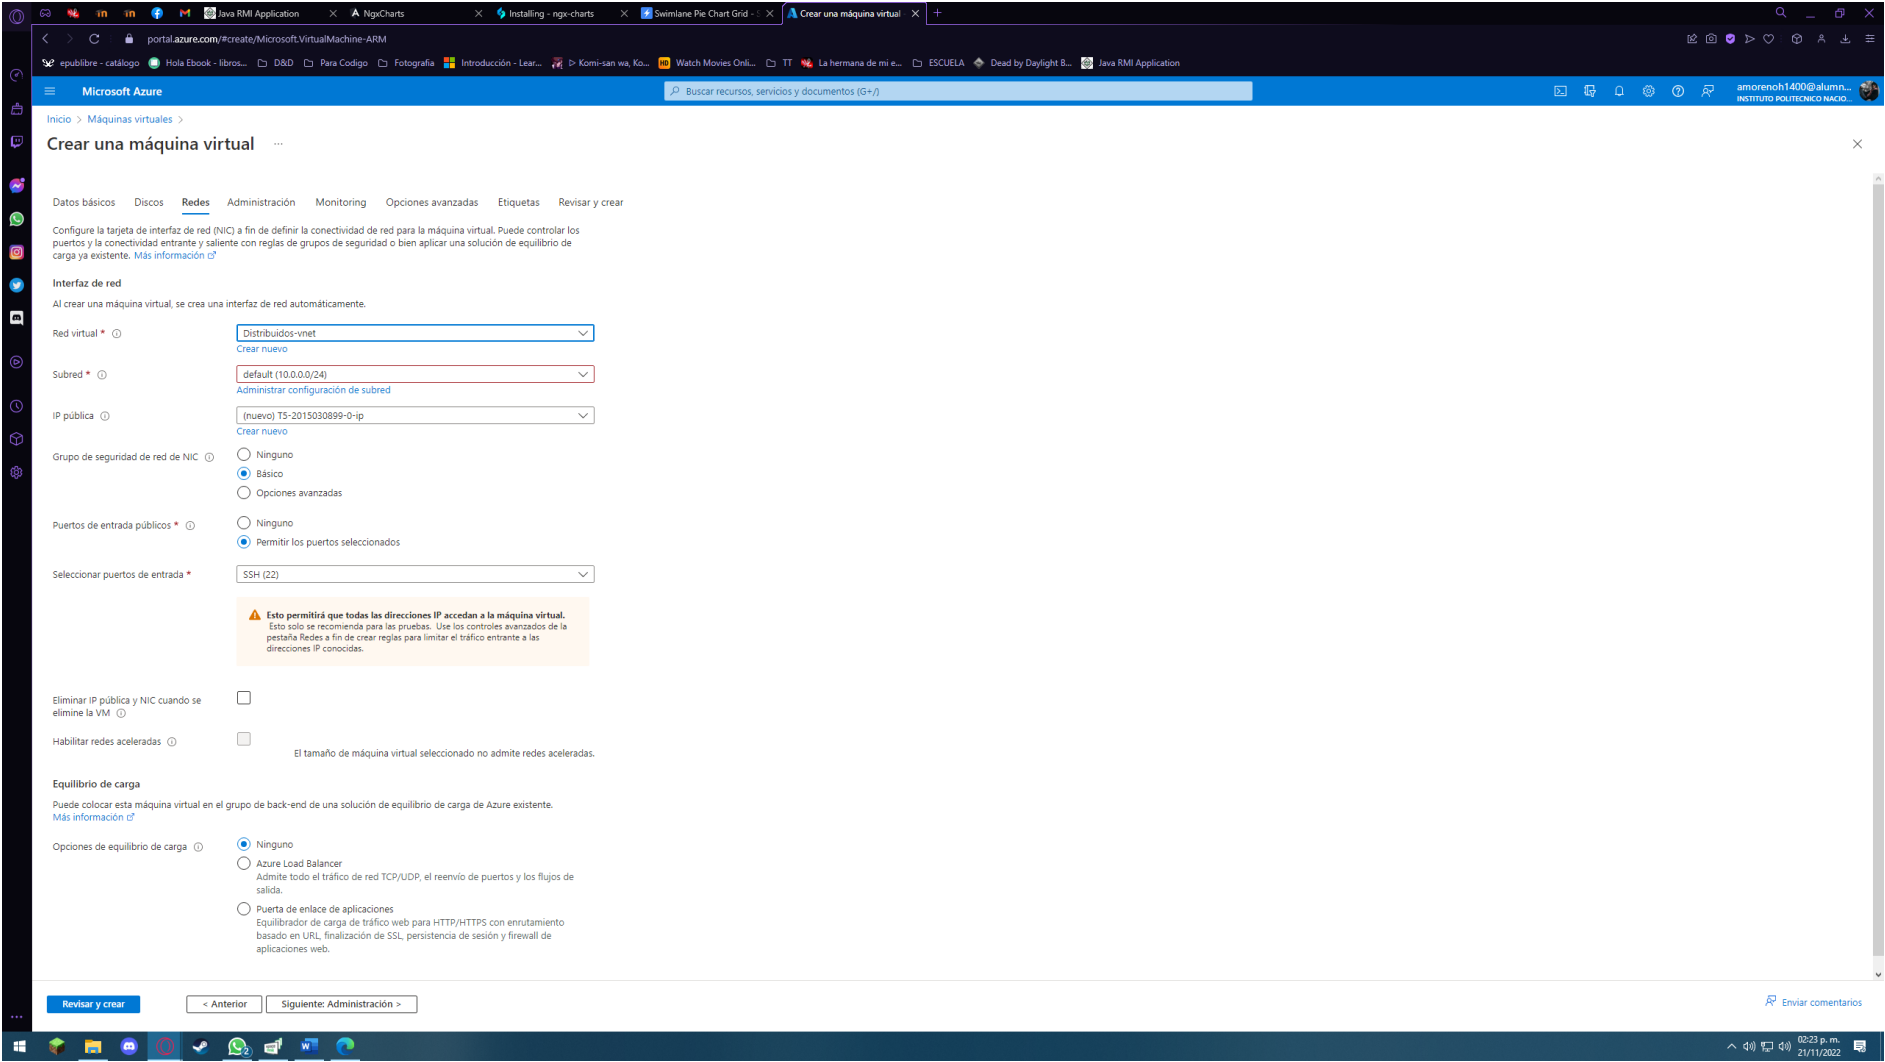 Java RMI Application
NgxCharts
Installing - ngx-charts
Swimlane Pie Chart Grid - S
Crear una máquina virtual
portal.azure.com/#create/Microsoft.VirtualMachine-ARM
epublibre - catálogo
Hola Ebook - libros...
D&D
Para Codigo
Fotografia
Introducción - Lear...
▷ Komi-san wa, Ko...
HD
Watch Movies Onli...
TT
La hermana de mi e...
ESCUELA
Dead by Daylight B...
Java RMI Application
Microsoft Azure
Buscar recursos, servicios y documentos (G+/)
amorenoh1400@alumn...
INSTITUTO POLITECNICO NACIO...
Inicio > Máquinas virtuales >
Crear una máquina virtual ...
Datos básicos
Discos
Redes
Administración
Monitoring
Opciones avanzadas
Etiquetas
Revisar y crear
Configure la tarjeta de interfaz de red (NIC) a fin de definir la conectividad de red para la máquina virtual. Puede controlar los
puertos y la conectividad entrante y saliente con reglas de grupos de seguridad o bien aplicar una solución de equilibrio de
carga ya existente. Más información
Interfaz de red
Al crear una máquina virtual, se crea una interfaz de red automáticamente.
Red virtual *
Distribuidos-vnet
Crear nuevo
Subred *
default (10.0.0.0/24)
Administrar configuración de subred
IP pública
(nuevo) T5-2015030899-0-ip
Crear nuevo
Grupo de seguridad de red de NIC
Ninguno
Básico
Opciones avanzadas
Puertos de entrada públicos *
Ninguno
Permitir los puertos seleccionados
Seleccionar puertos de entrada *
SSH (22)
Esto permitirá que todas las direcciones IP accedan a la máquina virtual.
Esto solo se recomienda para las pruebas. Use los controles avanzados de la
pestaña Redes a fin de crear reglas para limitar el tráfico entrante a las
direcciones IP conocidas.
Eliminar IP pública y NIC cuando se
elimine la VM
Habilitar redes aceleradas
El tamaño de máquina virtual seleccionado no admite redes aceleradas.
Equilibrio de carga
Puede colocar esta máquina virtual en el grupo de back-end de una solución de equilibrio de carga de Azure existente.
Más información
Opciones de equilibrio de carga
Ninguno
Azure Load Balancer
Admite todo el tráfico de red TCP/UDP, el reenvío de puertos y los flujos de
salida.
Puerta de enlace de aplicaciones
Equilibrador de carga de tráfico web para HTTP/HTTPS con enrutamiento
basado en URL, finalización de SSL, persistencia de sesión y firewall de
aplicaciones web.
Revisar y crear
< Anterior
Siguiente: Administración >
Enviar comentarios
2
02:23 p. m.
21/11/2022